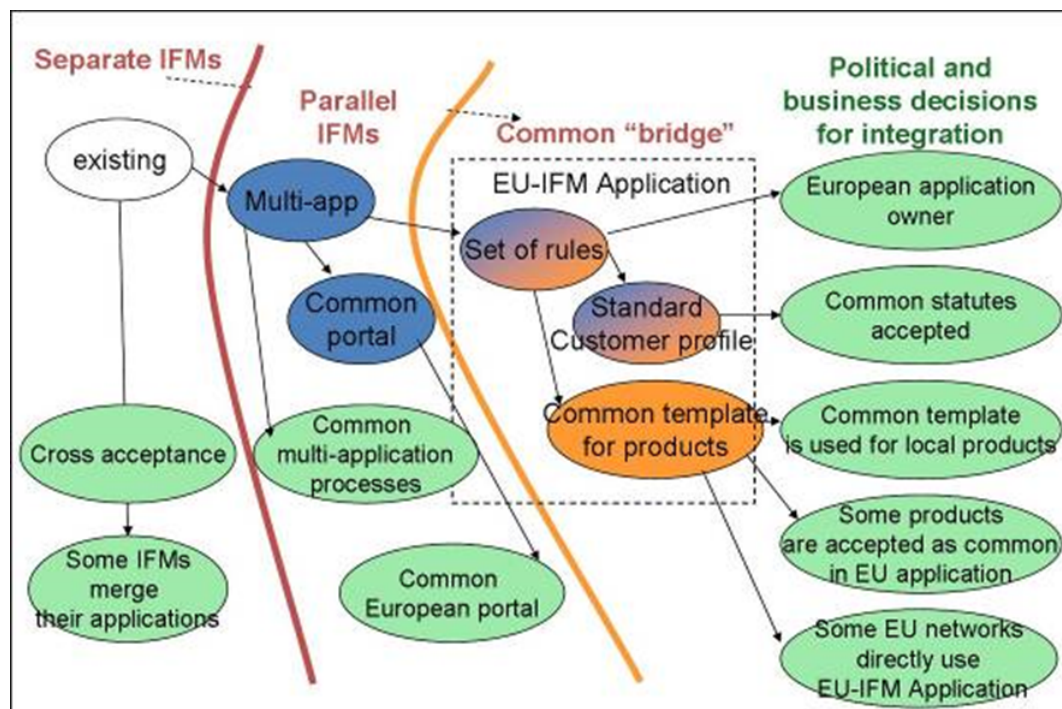 Separate IFMs
existing
Cross acceptance
Some IFMs
merge
their applications
Parallel
IFMs
Multi-app
Common
portal
Common
multi-application
processes
Common
European portal
Common “bridge”
EU-IFM Application
Set of rules
Standard
Customer profile
Common template
for products
Political and
business decisions
for integration
European application
owner
Common statutes
accepted
Common template
is used for local products
Some products
are accepted as common
in EU application
Some EU networks
directly use
EU-IFM Application